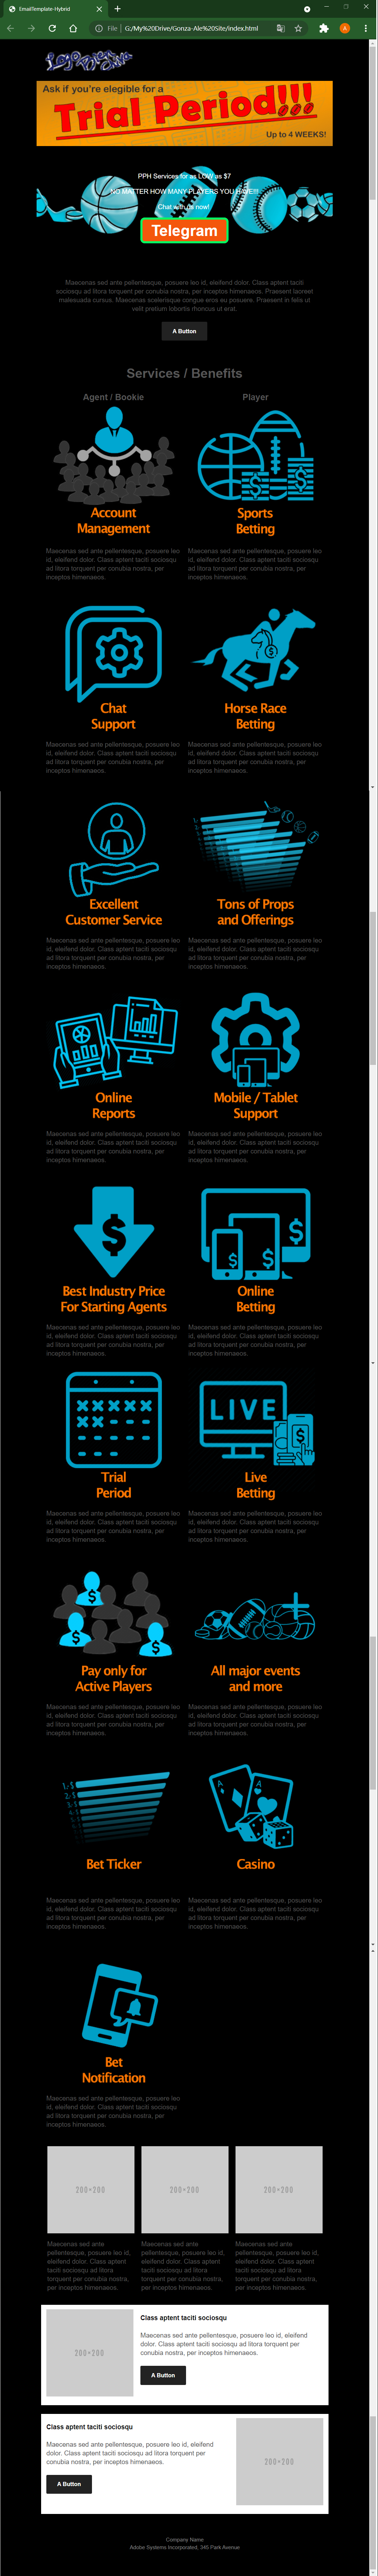 EmailTemplate-Hybrid
File | G:/My%20Drive/Gonza-Ale%20Site/index.html
A
Ask if you're elegible for a
Trial Period!!!
Up to 4 WEEKS!
PPH Services for as LOW as $7
NO MATTER HOW MANY PLAYERS YOU HAVE!!!
Chat with us now!
Telegram
Maecenas sed ante pellentesque, posuere leo id, eleifend dolor. Class aptent taciti
sociosqu ad litora torquent per conubia nostra, per inceptos himenaeos. Praesent laoreet
malesuada cursus. Maecenas scelerisque congue eros eu posuere. Praesent in felis ut
velit pretium lobortis rhoncus ut erat.
A Button
Services / Benefits
Agent / Bookie
Player
Account
Management
Sports
Betting
Maecenas sed ante pellentesque, posuere leo
id, eleifend dolor. Class aptent taciti sociosqu
ad litora torquent per conubia nostra, per
inceptos himenaeos.
Maecenas sed ante pellentesque, posuere leo
id, eleifend dolor. Class aptent taciti sociosqu
ad litora torquent per conubia nostra, per
inceptos himenaeos.
Chat
Support
Horse Race
Betting
Maecenas sed ante pellentesque, posuere leo
id, eleifend dolor. Class aptent taciti sociosqu
ad litora torquent per conubia nostra, per
inceptos himenaeos.
Maecenas sed ante pellentesque, posuere leo
id, eleifend dolor. Class aptent taciti sociosqu
ad litora torquent per conubia nostra, per
inceptos himenaeos.
Excellent
Customer Service
Tons of Props
and Offerings
Maecenas sed ante pellentesque, posuere leo
id, eleifend dolor. Class aptent taciti sociosqu
ad litora torquent per conubia nostra, per
inceptos himenaeos.
Maecenas sed ante pellentesque, posuere leo
id, eleifend dolor. Class aptent taciti sociosqu
ad litora torquent per conubia nostra, per
inceptos himenaeos.
Online
Reports
Mobile / Tablet
Support
Maecenas sed ante pellentesque, posuere leo
id, eleifend dolor. Class aptent taciti sociosqu
ad litora torquent per conubia nostra, per
inceptos himenaeos.
Maecenas sed ante pellentesque, posuere leo
id, eleifend dolor. Class aptent taciti sociosqu
ad litora torquent per conubia nostra, per
inceptos himenaeos.
Best Industry Price
For Starting Agents
Online
Betting
Maecenas sed ante pellentesque, posuere leo
id, eleifend dolor. Class aptent taciti sociosqu
ad litora torquent per conubia nostra, per
inceptos himenaeos.
Maecenas sed ante pellentesque, posuere leo
id, eleifend dolor. Class aptent taciti sociosqu
ad litora torquent per conubia nostra, per
inceptos himenaeos.
LIVE
Trial
Period
Live
Betting
Maecenas sed ante pellentesque, posuere leo
id, eleifend dolor. Class aptent taciti sociosqu
ad litora torquent per conubia nostra, per
inceptos himenaeos.
Maecenas sed ante pellentesque, posuere leo
id, eleifend dolor. Class aptent taciti sociosqu
ad litora torquent per conubia nostra, per
inceptos himenaeos.
Pay only for
Active Players
All major events
and more
Maecenas sed ante pellentesque, posuere leo
id, eleifend dolor. Class aptent taciti sociosqu
ad litora torquent per conubia nostra, per
inceptos himenaeos.
Maecenas sed ante pellentesque, posuere leo
id, eleifend dolor. Class aptent taciti sociosqu
ad litora torquent per conubia nostra, per
inceptos himenaeos.
A
A
Bet Ticker
Casino
Maecenas sed ante pellentesque, posuere leo
id, eleifend dolor. Class aptent taciti sociosqu
ad litora torquent per conubia nostra, per
inceptos himenaeos.
Maecenas sed ante pellentesque, posuere leo
id, eleifend dolor. Class aptent taciti sociosqu
ad litora torquent per conubia nostra, per
inceptos himenaeos.
Bet
Notification
Maecenas sed ante pellentesque, posuere leo
id, eleifend dolor. Class aptent taciti sociosqu
ad litora torquent per conubia nostra, per
inceptos himenaeos.
200×200
200×200
200×200
Maecenas sed ante
pellentesque, posuere leo id,
eleifend dolor. Class aptent
taciti sociosqu ad litora
torquent per conubia nostra,
per inceptos himenaeos.
Maecenas sed ante
pellentesque, posuere leo id,
eleifend dolor. Class aptent
taciti sociosqu ad litora
torquent per conubia nostra,
per inceptos himenaeos.
Maecenas sed ante
pellentesque, posuere leo id,
eleifend dolor. Class aptent
taciti sociosqu ad litora
torquent per conubia nostra,
per inceptos himenaeos.
200×200
Class aptent taciti sociosqu
Maecenas sed ante pellentesque, posuere leo id, eleifend
dolor. Class aptent taciti sociosqu ad litora torquent per
conubia nostra, per inceptos himenaeos.
A Button
Class aptent taciti sociosqu
Maecenas sed ante pellentesque, posuere leo id, eleifend
dolor. Class aptent taciti sociosqu ad litora torquent per
conubia nostra, per inceptos himenaeos.
A Button
200×200
Company Name
Adobe Systems Incorporated, 345 Park Avenue